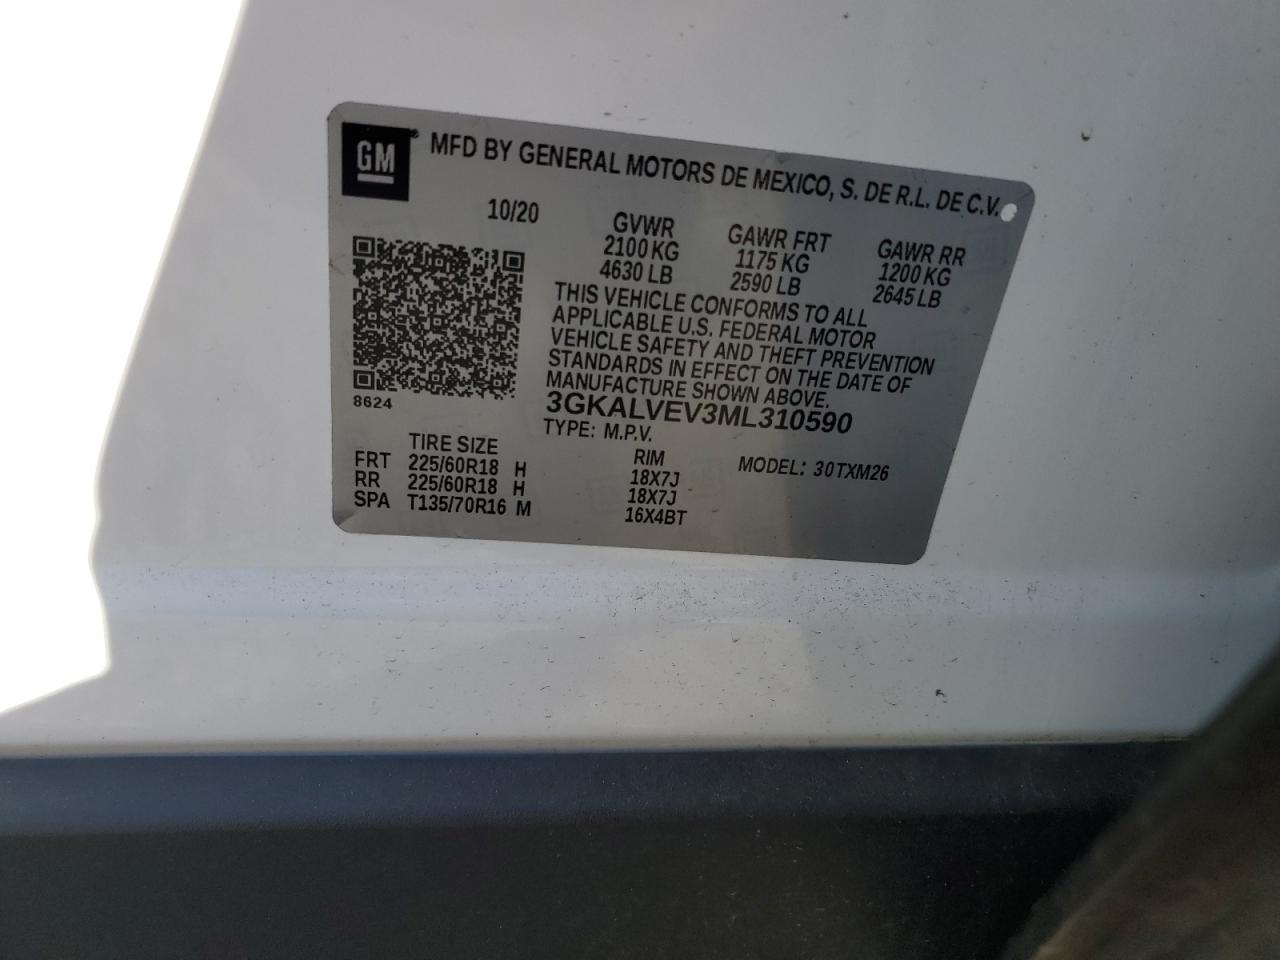 GM
MFD BY GENERAL MOTORS DE MEXICO, S. DE R.L. DE C.V.
10/20
GVWR
2100 KG
4630 LB
GAWR FRT
1175 KG
2590 LB
GAWR RR
1200 KG
2645 LB
THIS VEHICLE CONFORMS TO ALL
APPLICABLE U.S. FEDERAL MOTOR
VEHICLE SAFETY AND THEFT PREVENTION
STANDARDS IN EFFECT ON THE DATE OF
MANUFACTURE SHOWN ABOVE.
3GKALVEV3ML310590
8624
TYPE: M.P.V.
MODEL: 30TXM26
TIRE SIZE RIM
FRT 225/60R18 H 18X7J
RR 225/60R18 H 18X7J
SPA T135/70R16 M 16X4BT